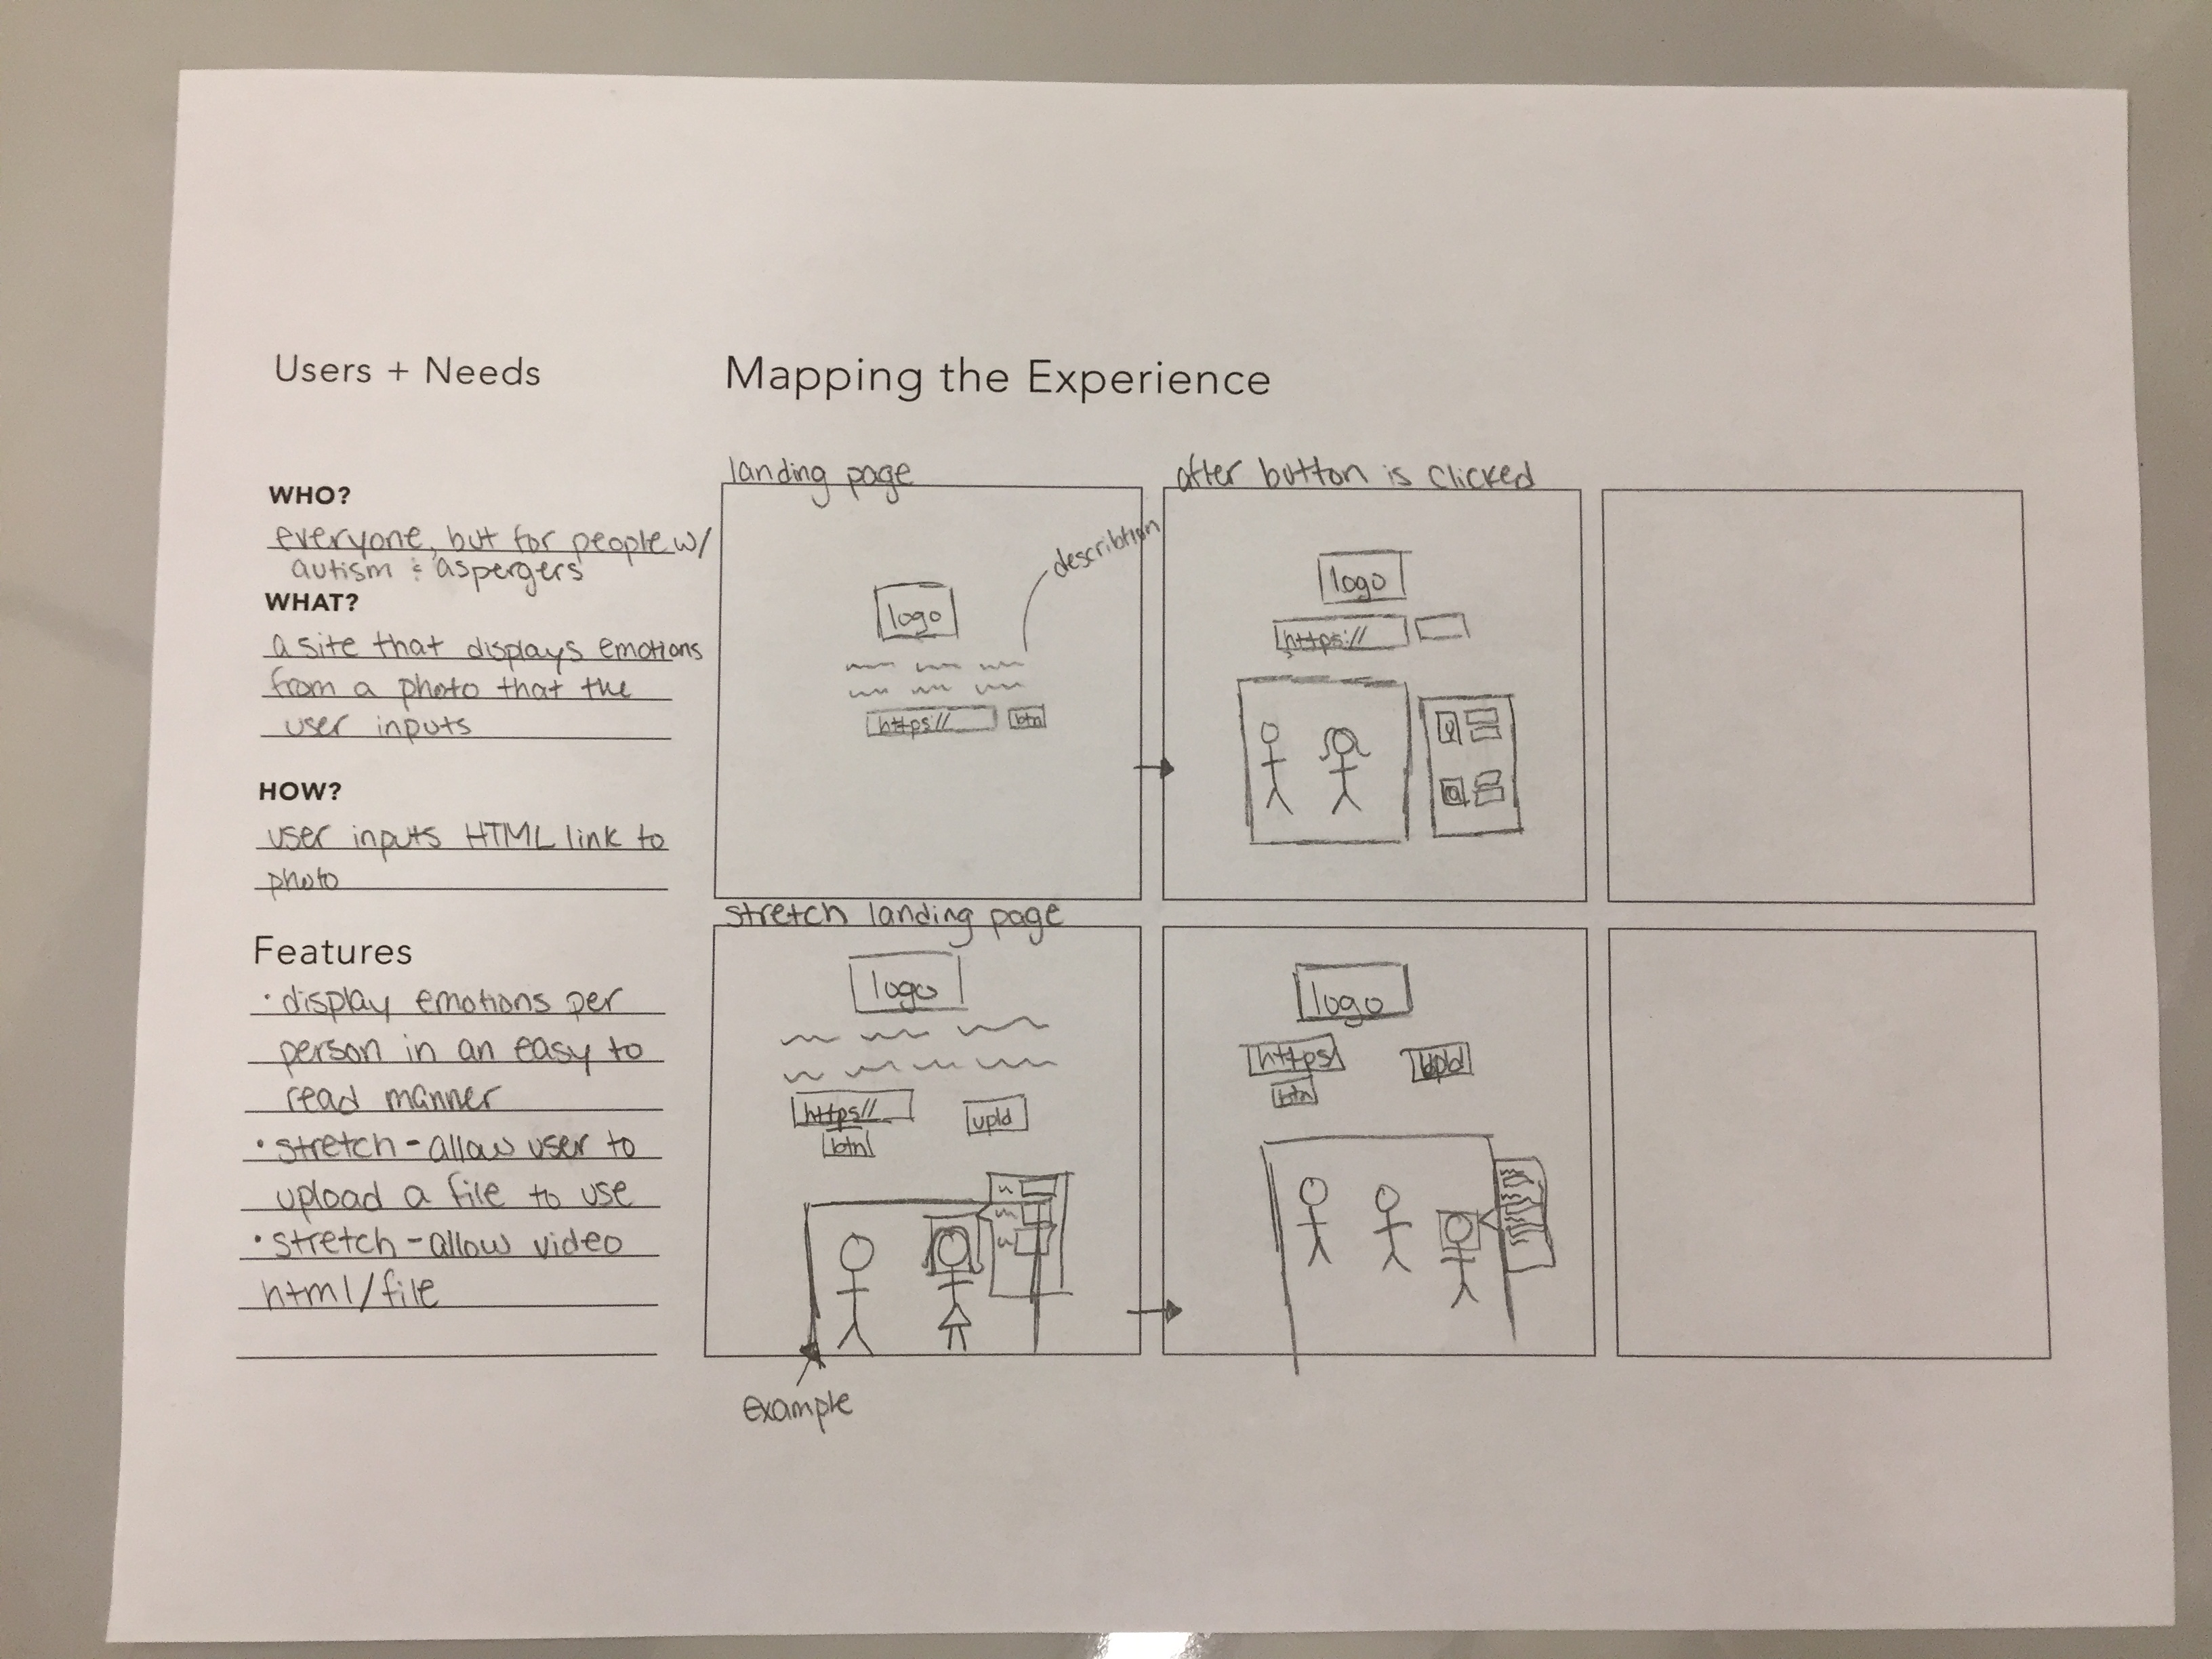 Users + Needs
WHO?
everyone, but for people w/
autism & aspergers
WHAT?
a site that displays emotions
from a photo that the
user inputs
HOW?
user inputs HTML link to
photo
Features
• display emotions per
person in an easy to
read manner
• stretch - allow user to
upload a file to use
• stretch - allow video
html/file
Mapping the Experience
landing page
logo
https://
btn
describtion
after button is clicked
logo
https://
stretch landing page
logo
https://
btn
upld
example
logo
https/
btn
upld